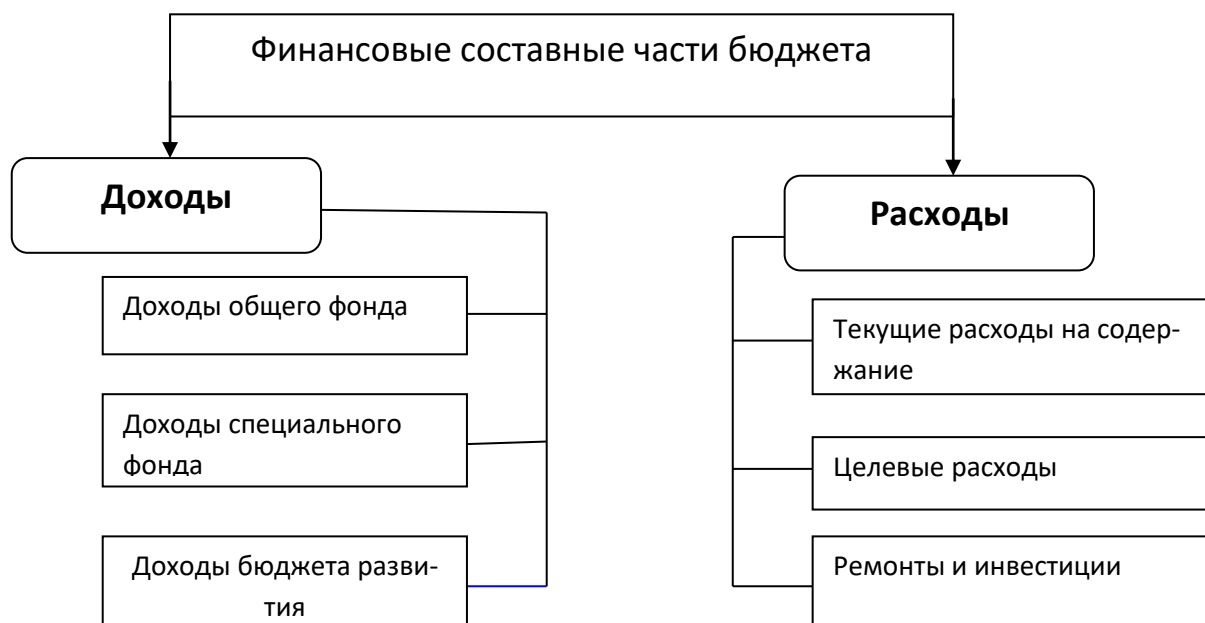 Финансовые составные части бюджета
Доходы
Доходы общего фонда
Доходы специального
фонда
Доходы бюджета разви-
тия
Расходы
Текущие расходы на содер-
жание
Целевые расходы
Ремонты и инвестиции